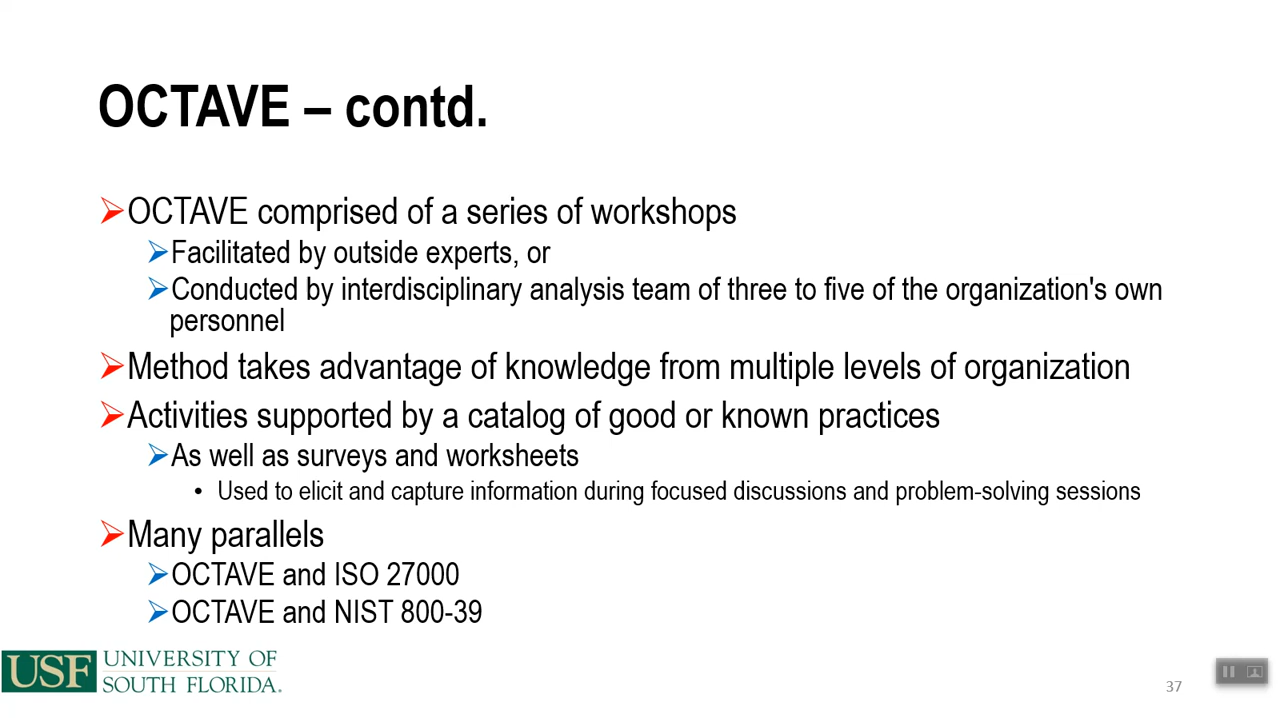 OCTAVE – contd.
OCTAVE comprised of a series of workshops
Facilitated by outside experts, or
Conducted by interdisciplinary analysis team of three to five of the organization's own
personnel
Method takes advantage of knowledge from multiple levels of organization
Activities supported by a catalog of good or known practices
As well as surveys and worksheets
• Used to elicit and capture information during focused discussions and problem-solving sessions
Many parallels
OCTAVE and ISO 27000
OCTAVE and NIST 800-39
USF
UNIVERSITY OF
SOUTH FLORIDA.
37